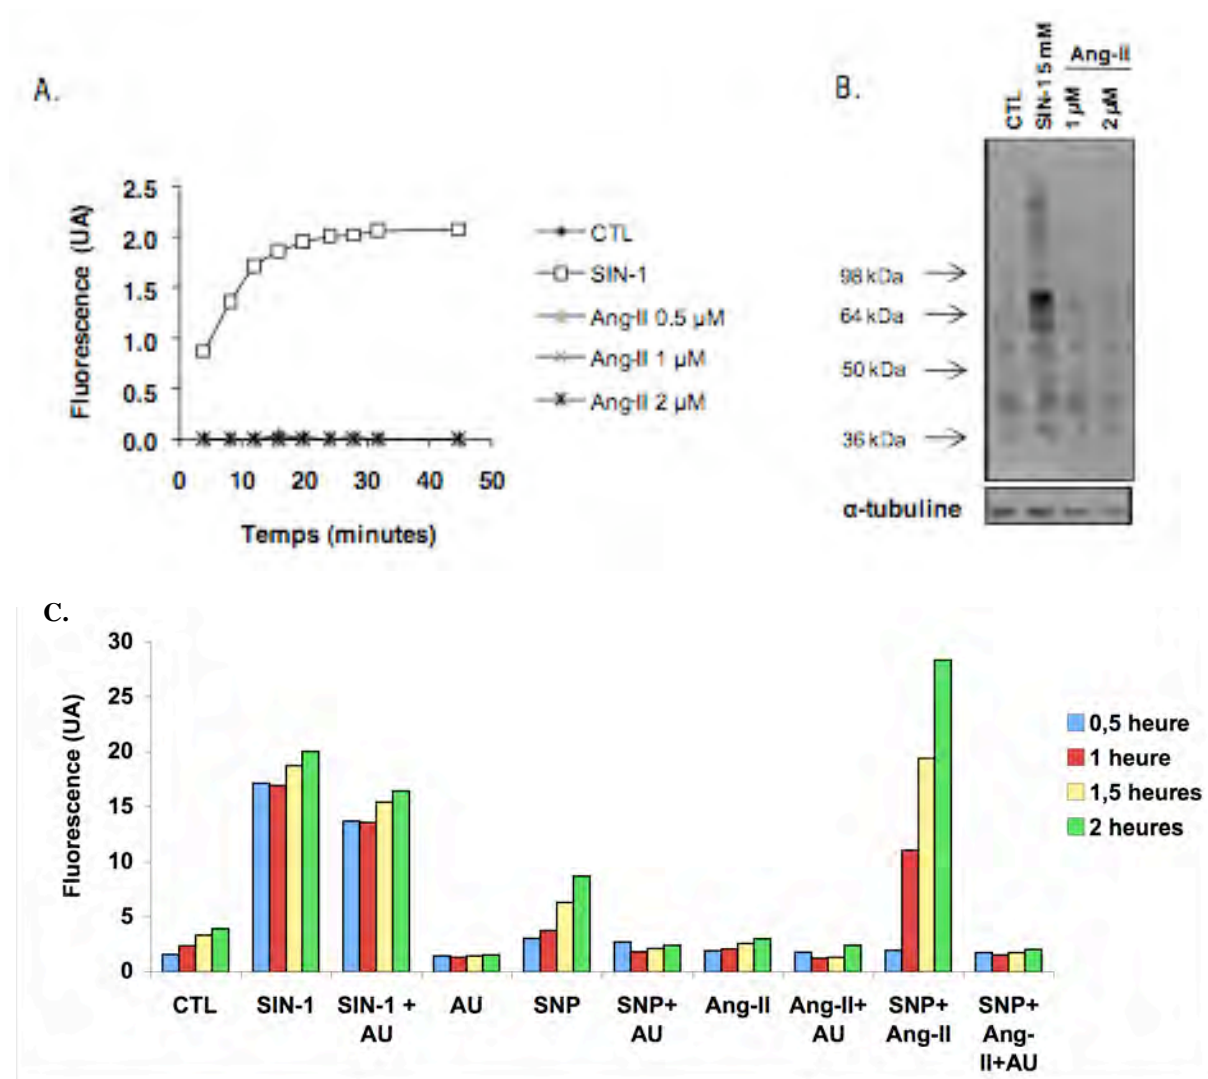 A.
Fluorescence (UA)
2.5
2.0
1.5
1.0
0.5
0.0
0 10 20 30 40 50
Temps (minutes)
CTL
SIN-1
Ang-II 0.5 µM
Ang-II 1 µM
Ang-II 2 µM
B.
CTL
SIN-1 5 mM
Ang-II
1 µM
2 µM
98 kDa
64 kDa
50 kDa
36 kDa
α-tubuline
C.
Fluorescence (UA)
30
25
20
15
10
5
0
CTL
SIN-1
SIN-1 +
AU
AU
SNP
SNP+
AU
Ang-II
Ang-II+
AU
SNP+
Ang-II
SNP+
Ang-
II+AU
0,5 heure
1 heure
1,5 heures
2 heures